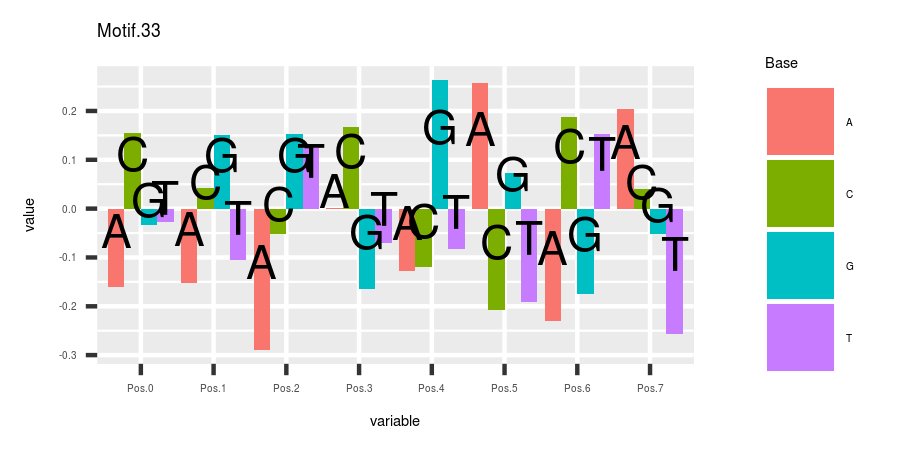 Motif.33
Base
A
C
G
T
value
0.2
0.1
0.0
-0.1
-0.2
-0.3
A C G T A C G T A C G T A C G T A C G T A C G T A C G T A C G T
Pos.0 Pos.1 Pos.2 Pos.3 Pos.4 Pos.5 Pos.6 Pos.7
variable